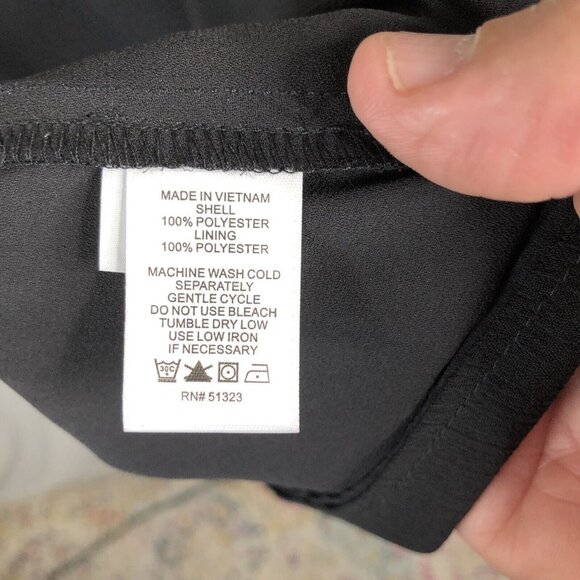 MADE IN VIETNAM
SHELL
100% POLYESTER
LINING
100% POLYESTER
MACHINE WASH COLD
SEPARATELY
GENTLE CYCLE
DO NOT USE BLEACH
TUMBLE DRY LOW
USE LOW IRON
IF NECESSARY
30C
RN# 51323